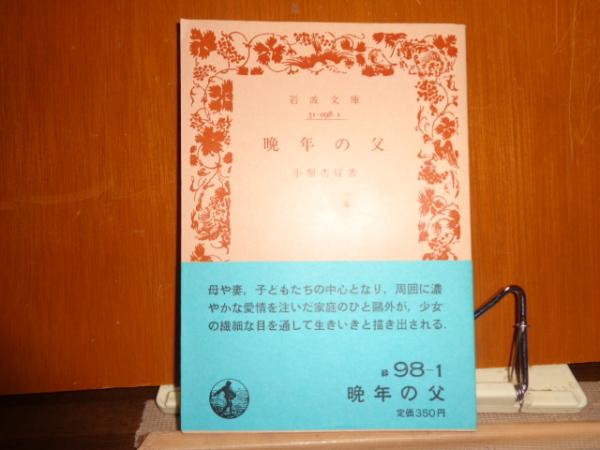 岩波文庫
31-098-1
晩年の父
小堀杏奴著
母や妻,子どもたちの中心となり,周囲に濃
やかな愛情を注いだ家庭のひと鷗外が,少女
の繊細な目を通して生きいきと描き出される.
緑98-1
晩年の父
定価350円